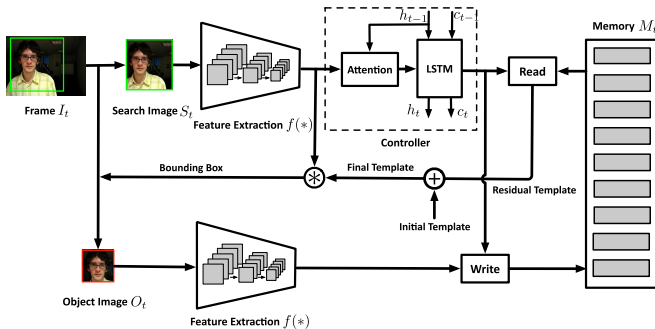 h_{t-1}
c_{t-1}
Memory M_t
Attention
LSTM
Read
Frame I_t
Search Image S_t
Feature Extraction f(∗)
h_t
c_t
Controller
Bounding Box
Final Template
Residual Template
Initial Template
Write
Object Image O_t
Feature Extraction f(∗)